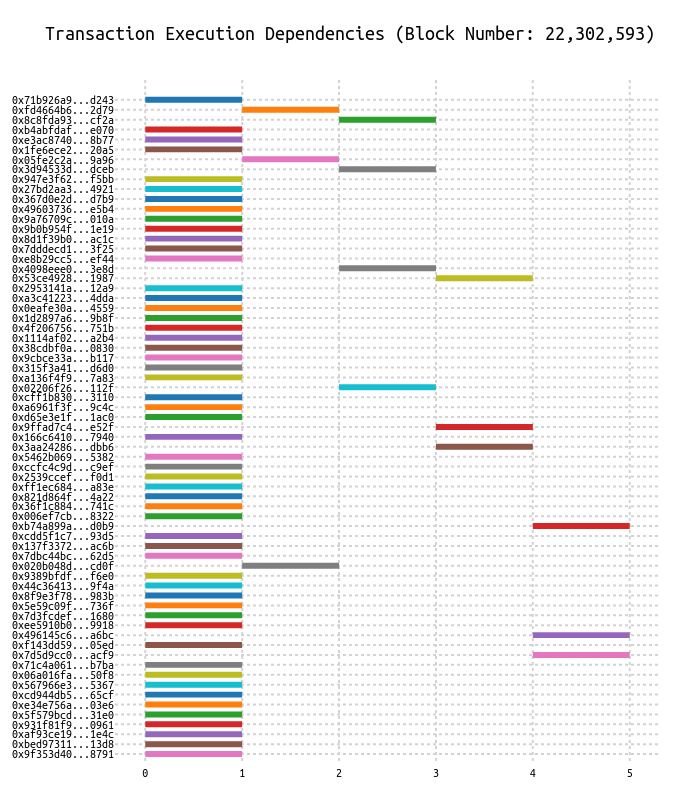 Transaction Execution Dependencies (Block Number: 22,302,593)
0x71b926a9...d243
0xfd4664b6...2d79
0x8c8fda93...cf2a
0xb4abfdaf...e070
0xe3ac8740...8b77
0x1fe6ece2...20a5
0x05fe2c2a...9a96
0x3d94533d...dceb
0x947e3f62...f5bb
0x27bd2aa3...4921
0x367d0e2d...d7b9
0x49603736...e5b4
0x9a76709c...010a
0x9b0b954f...1e19
0x8d1f39b0...ac1c
0x7dddecd1...3f25
0xe8b29cc5...ef44
0x4098eee0...3e8d
0x53ce4928...1987
0x2953141a...12a9
0xa3c41223...4dda
0x0eafe30a...4559
0x1d2897a6...9b8f
0x4f206756...751b
0x1114af02...a2b4
0x38cdbf0a...0830
0x9cbce33a...b117
0x315f3a41...d6d0
0xa136f4f9...7a83
0x02206f26...112f
0xcff1b830...3110
0xa6961f3f...9c4c
0xd65e3e1f...1ac0
0x9ffad7c4...e52f
0x166c6410...7940
0x3aa24286...dbb6
0x5462b069...5382
0xccfc4c9d...c9ef
0x2539ccef...f0d1
0xff1ec684...a83e
0x821d864f...4a22
0x36f1c884...741c
0x006ef7cb...8322
0xb74a899a...d0b9
0xcdd5f1c7...93d5
0x137f3372...ac6b
0x7dbc44bc...62d5
0x020b048d...cd0f
0x9389bfdf...f6e0
0x44c36413...9f4a
0x8f9e3f78...983b
0x5e59c09f...736f
0x7d3fcdef...1680
0xee5910b0...9918
0x496145c6...a6bc
0xf143dd59...05ed
0x7d5d9cc0...acf9
0x71c4a061...b7ba
0x06a016fa...50f8
0x567966e3...5367
0xcd944db5...65cf
0xe34e756a...03e6
0x5f579bcd...31e0
0x931f81f9...0961
0xaf93ce19...1e4c
0xbed97311...13d8
0x9f353d40...8791
0 1 2 3 4 5